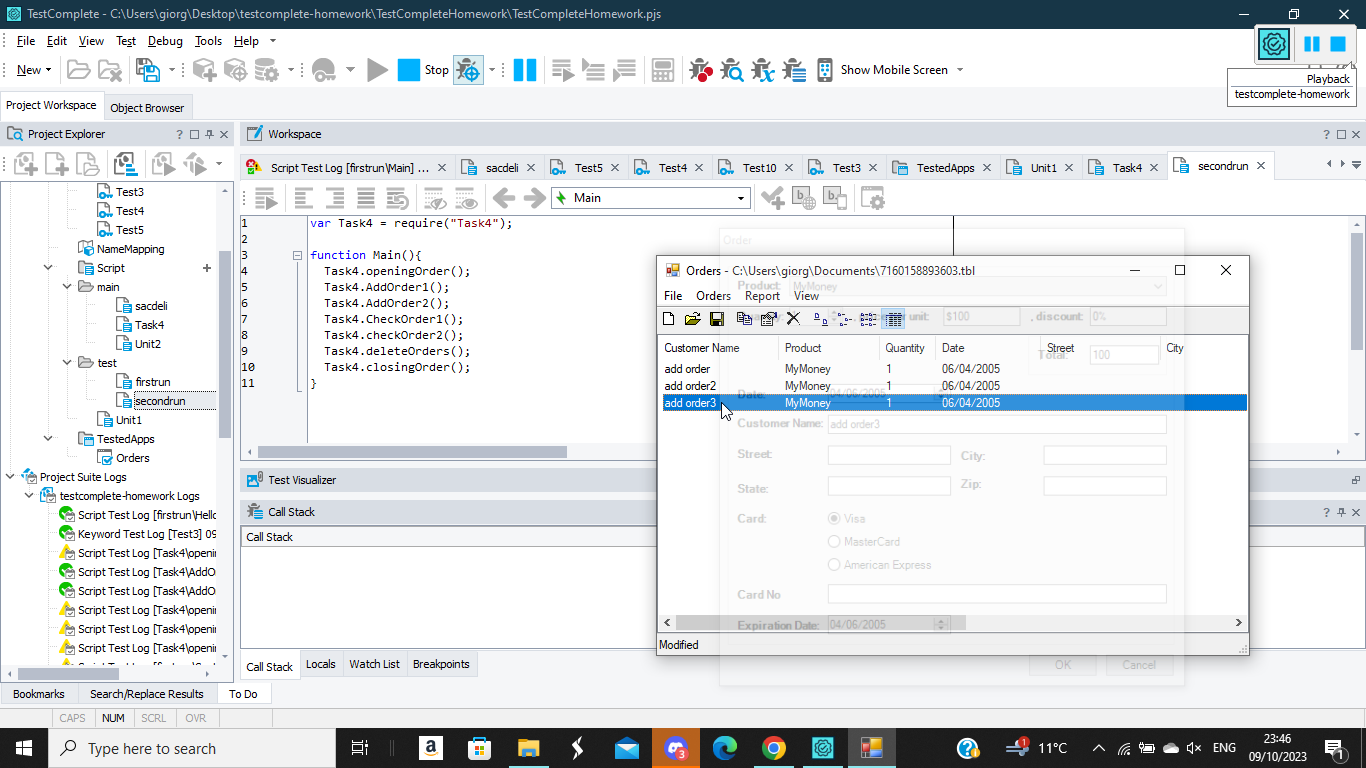 TestComplete - C:\Users\giorg\Desktop\testcomplete-homework\TestCompleteHomework\TestCompleteHomework.pjs
File Edit View Test Debug Tools Help
New Stop Show Mobile Screen
Playback
testcomplete-homework
Project Workspace Object Browser
Project Explorer
Workspace
Script Test Log [firstrun\Main] ... sacdeli Test5 Test4 Test10 Test3 TestedApps Unit1 Task4 secondrun
Main
Test3
Test4
Test5
NameMapping
Script
main
sacdeli
Task4
Unit2
test
firstrun
secondrun
Unit1
TestedApps
Orders
Project Suite Logs
testcomplete-homework Logs
Script Test Log [firstrun\Hello
Keyword Test Log [Test3] 09
Script Test Log [Task4\openi
Script Test Log [Task4\AddO
Script Test Log [Task4\AddO
Script Test Log [Task4\openi
Script Test Log [Task4\openi
Script Test Log [Task4\openi
1 var Task4 = require("Task4");
2
3 function Main(){
4 Task4.openingOrder();
5 Task4.AddOrder1();
6 Task4.AddOrder2();
7 Task4.CheckOrder1();
8 Task4.checkOrder2();
9 Task4.deleteOrders();
10 Task4.closingOrder();
11 }
Test Visualizer
Call Stack
Call Stack
Call Stack Locals Watch List Breakpoints
Bookmarks Search/Replace Results To Do
CAPS NUM SCRL OVR
Order
Orders - C:\Users\giorg\Documents\7160158893603.tbl
Product: MyMoney
File Orders Report View
unit: $100 , discount: 0%
Total: 100
Customer Name Product Quantity Date Street City
add order MyMoney 1 06/04/2005
add order2 MyMoney 1 06/04/2005
Date: 04/06/2005
add order3 MyMoney 1 06/04/2005
Customer Name: add order3
Street: City:
State: Zip:
Card: Visa
MasterCard
American Express
Card No
Expiration Date: 04/06/2005
Modified
OK Cancel
Type here to search
a
3
11°C
ENG
23:46
09/10/2023
1